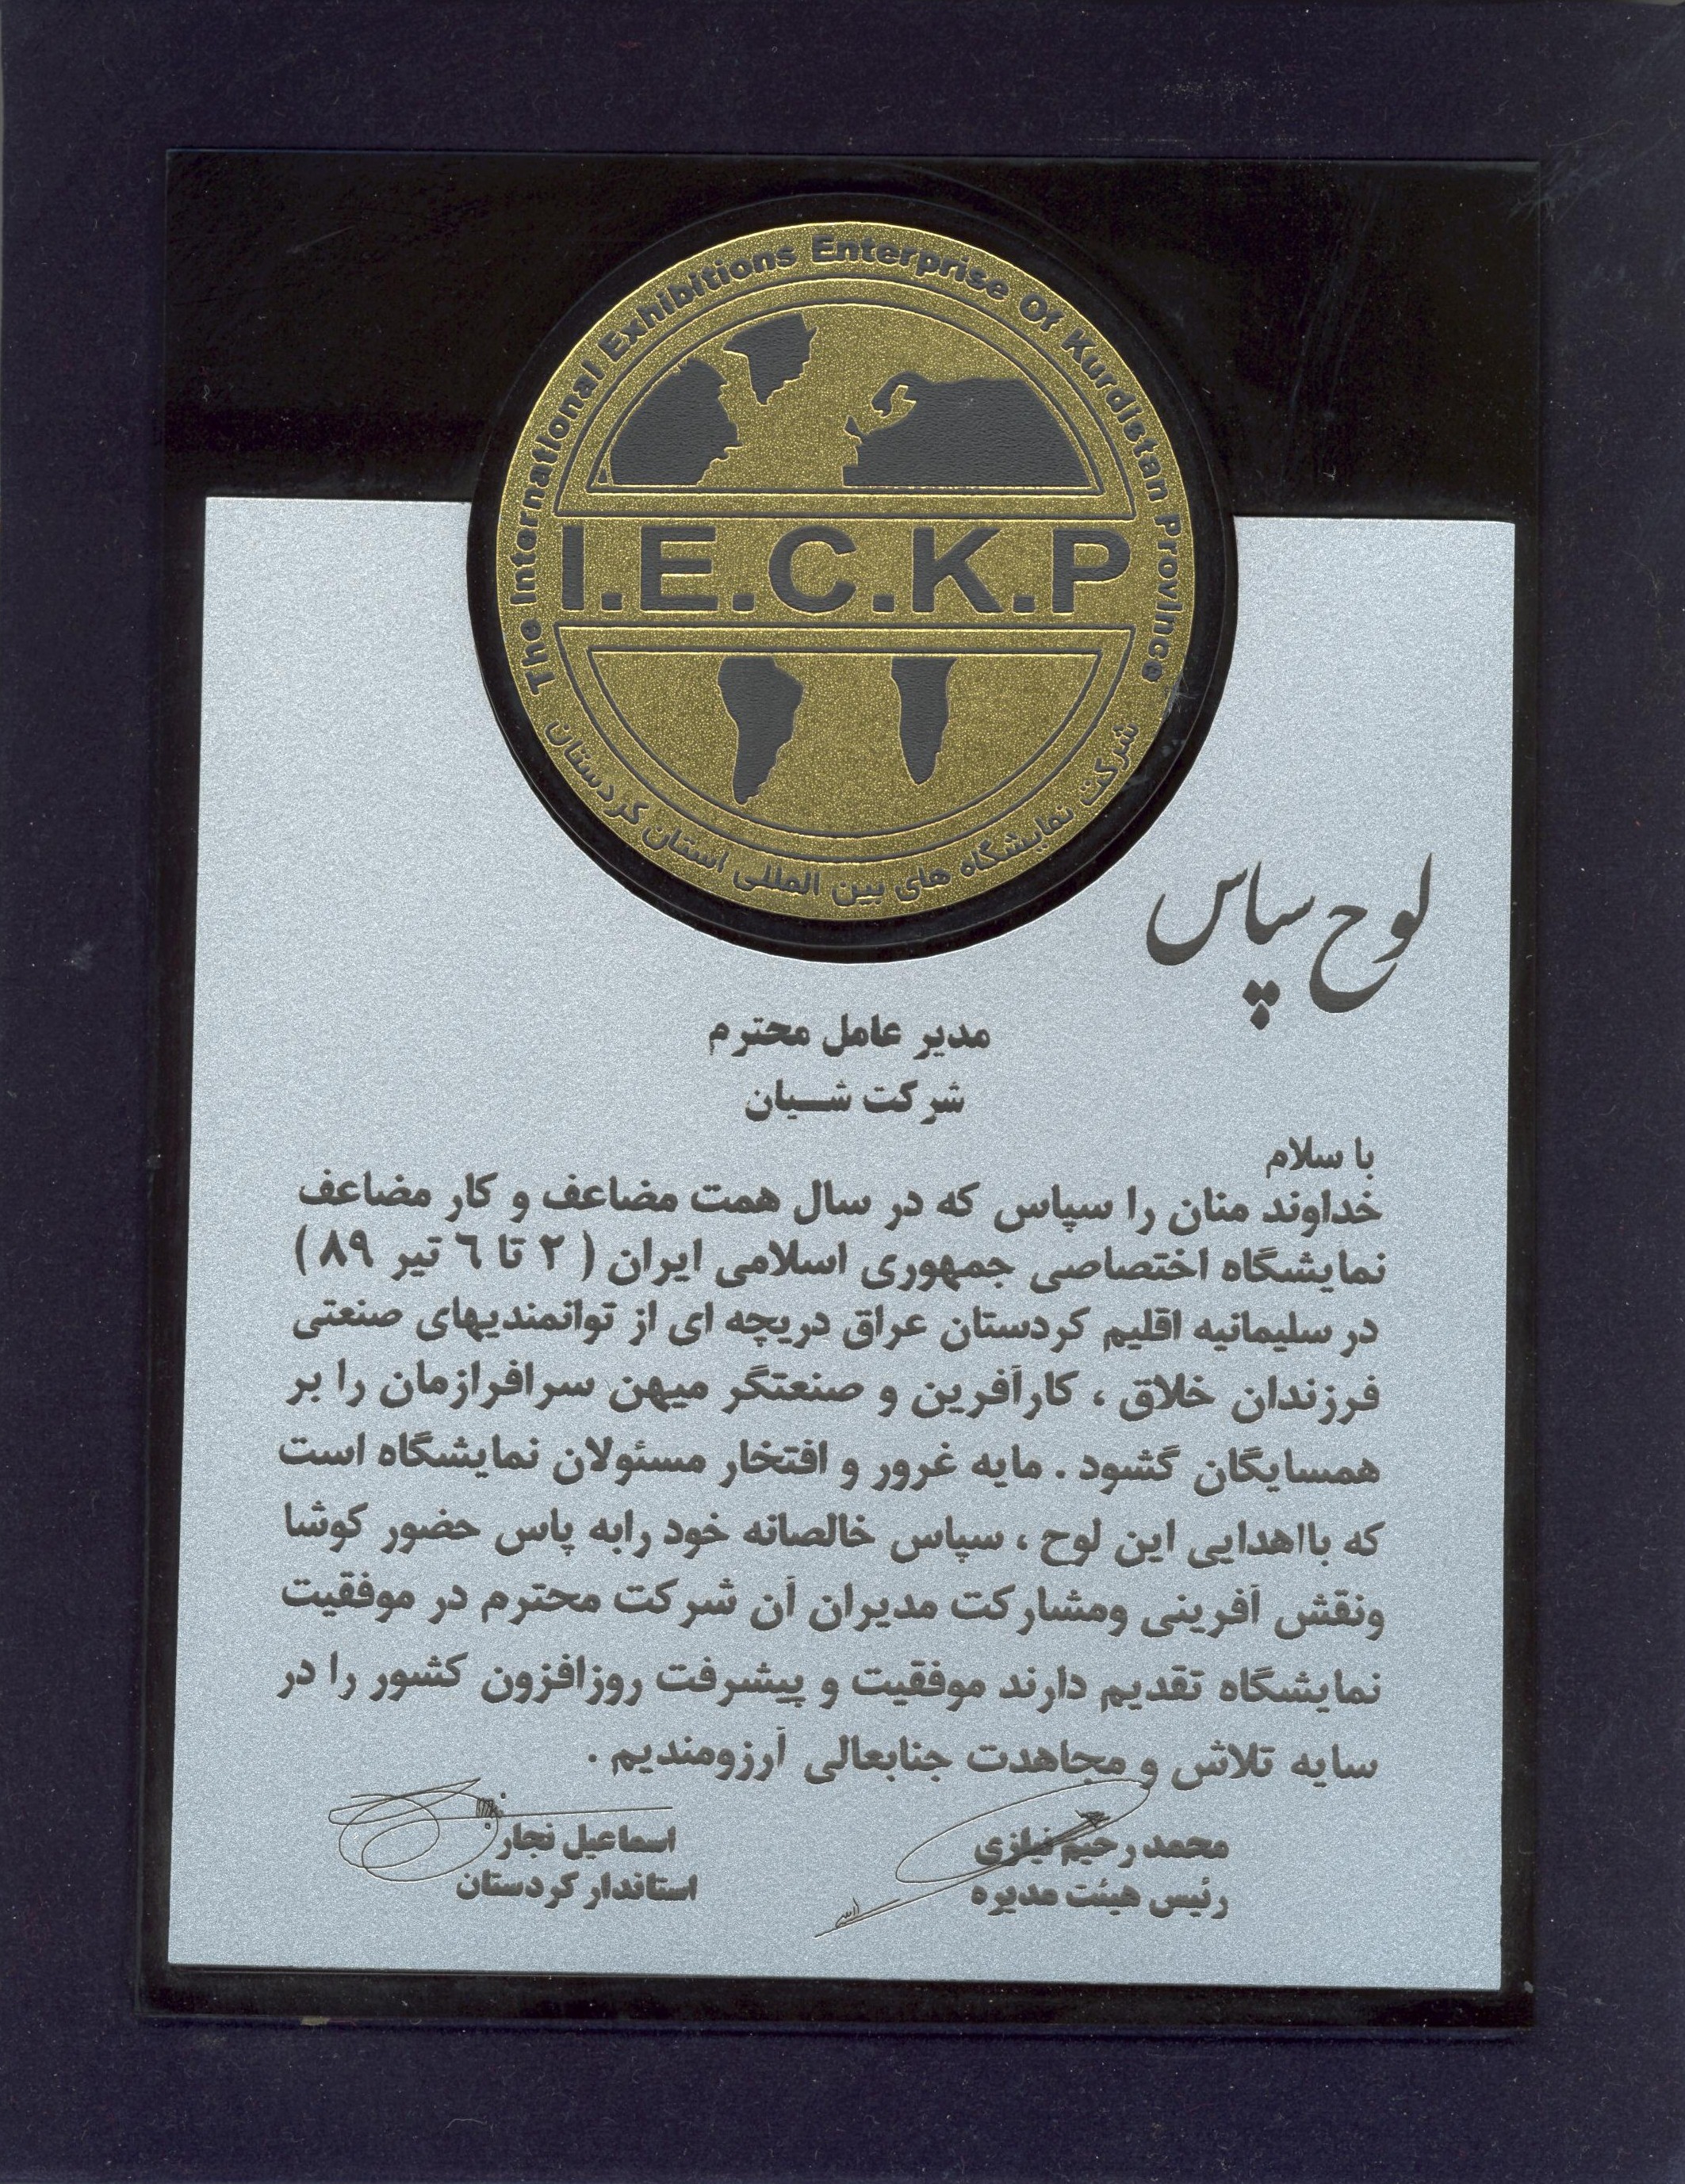 The International Exhibitions Enterprise Of Kurdistan Province
I.E.C.K.P
شرکت نمایشگاه های بین المللی استان کردستان
لوح سپاس
مدیر عامل محترم
شرکت شـــیان
با سلام
خداوند منان را سپاس که در سال همت مضاعف و کار مضاعف
نمایشگاه اختصاصی جمهوری اسلامی ایران ( ۲ تا ٦ تیر ۸۹ )
در سلیمانیه اقلیم کردستان عراق دریچه ای از توانمندیهای صنعتی
فرزندان خلاق ، کارآفرین و صنعتگر میهن سرافرازمان را بر
همسایگان گشود . مایه غرور و افتخار مسئولان نمایشگاه است
که بااهدایی این لوح ، سپاس خالصانه خود رابه پاس حضور کوشا
ونقش آفرینی ومشارکت مدیران آن شرکت محترم در موفقیت
نمایشگاه تقدیم دارند موفقیت و پیشرفت روزافزون کشور را در
سایه تلاش و مجاهدت جنابعالی آرزومندیم .
محمد رحیم نیازی
رئیس هیئت مدیره
اسماعیل نجار
استاندار کردستان